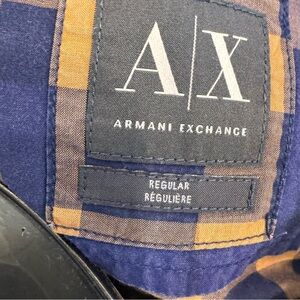 A|X
ARMANI EXCHANGE
REGULAR
RÉGULIÈRE